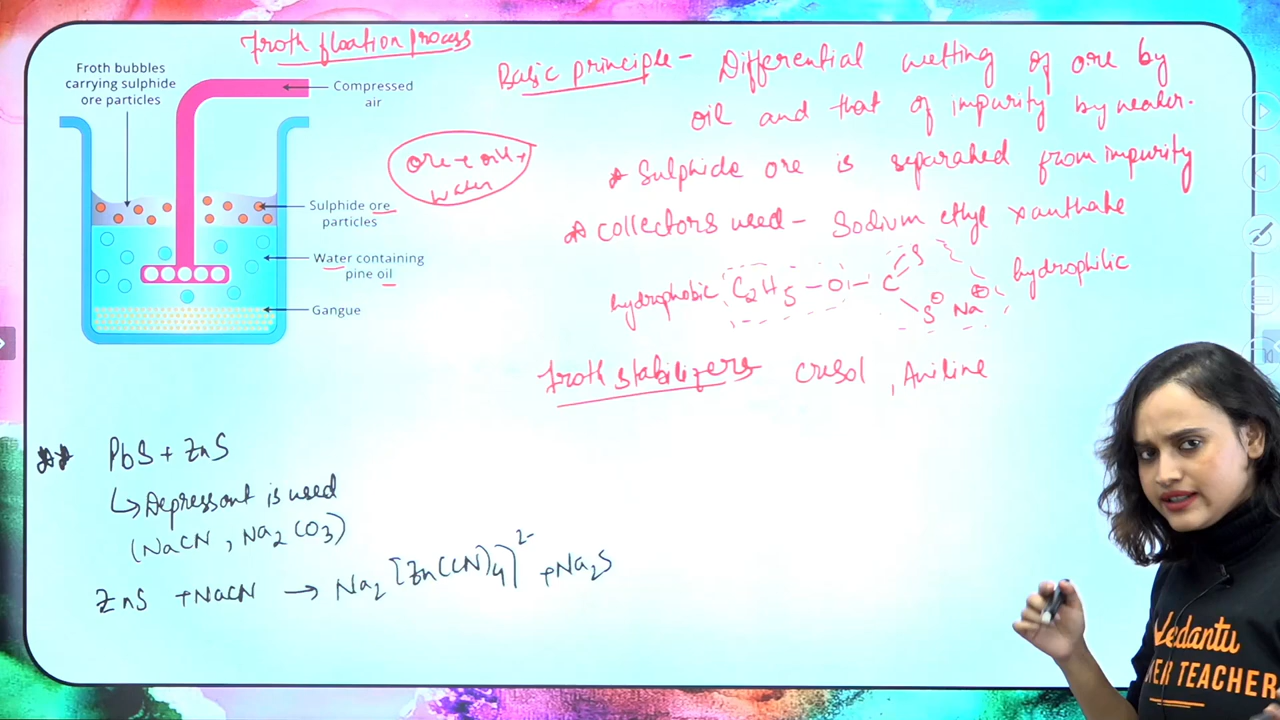 Froth floation process
Froth bubbles
carrying sulphide
ore particles
Compressed
air
Sulphide ore
particles
Water containing
pine oil
Gangue
ore + oil +
water
Basic principle - Differential wetting of ore by
oil and that of impurity by water.
* Sulphide ore is separated from impurity
* collectors used - Sodium ethyl xanthate
hydrophobic C2H5 - O - C S S⊖ Na⊕ hydrophilic
Froth stabilizers cresol, Aniline
** PbS + ZnS
↳ Depressant is used
(NaCN, Na2CO3)
ZnS + NaCN → Na2[Zn(CN)4]2- + Na2S
Vedantu
TEACHER